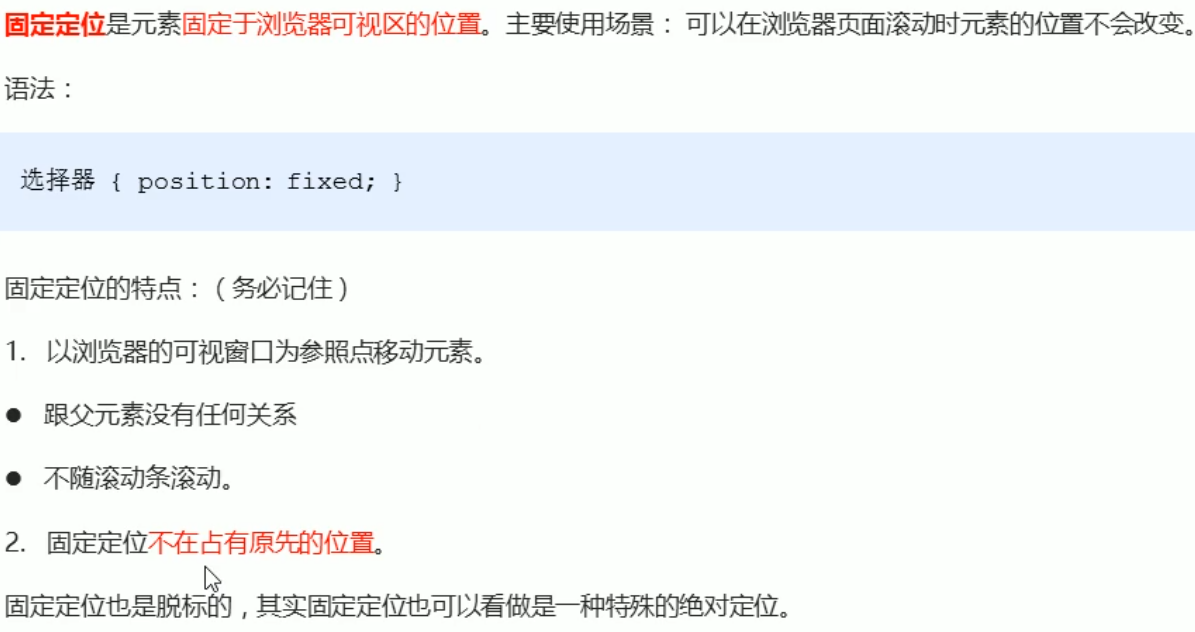 固定定位是元素固定于浏览器可视区的位置。主要使用场景： 可以在浏览器页面滚动时元素的位置不会改变。
语法：
选择器 { position: fixed; }
固定定位的特点：（务必记住）
1. 以浏览器的可视窗口为参照点移动元素。
● 跟父元素没有任何关系
● 不随滚动条滚动。
2. 固定定位不在占有原先的位置。
固定定位也是脱标的，其实固定定位也可以看做是一种特殊的绝对定位。